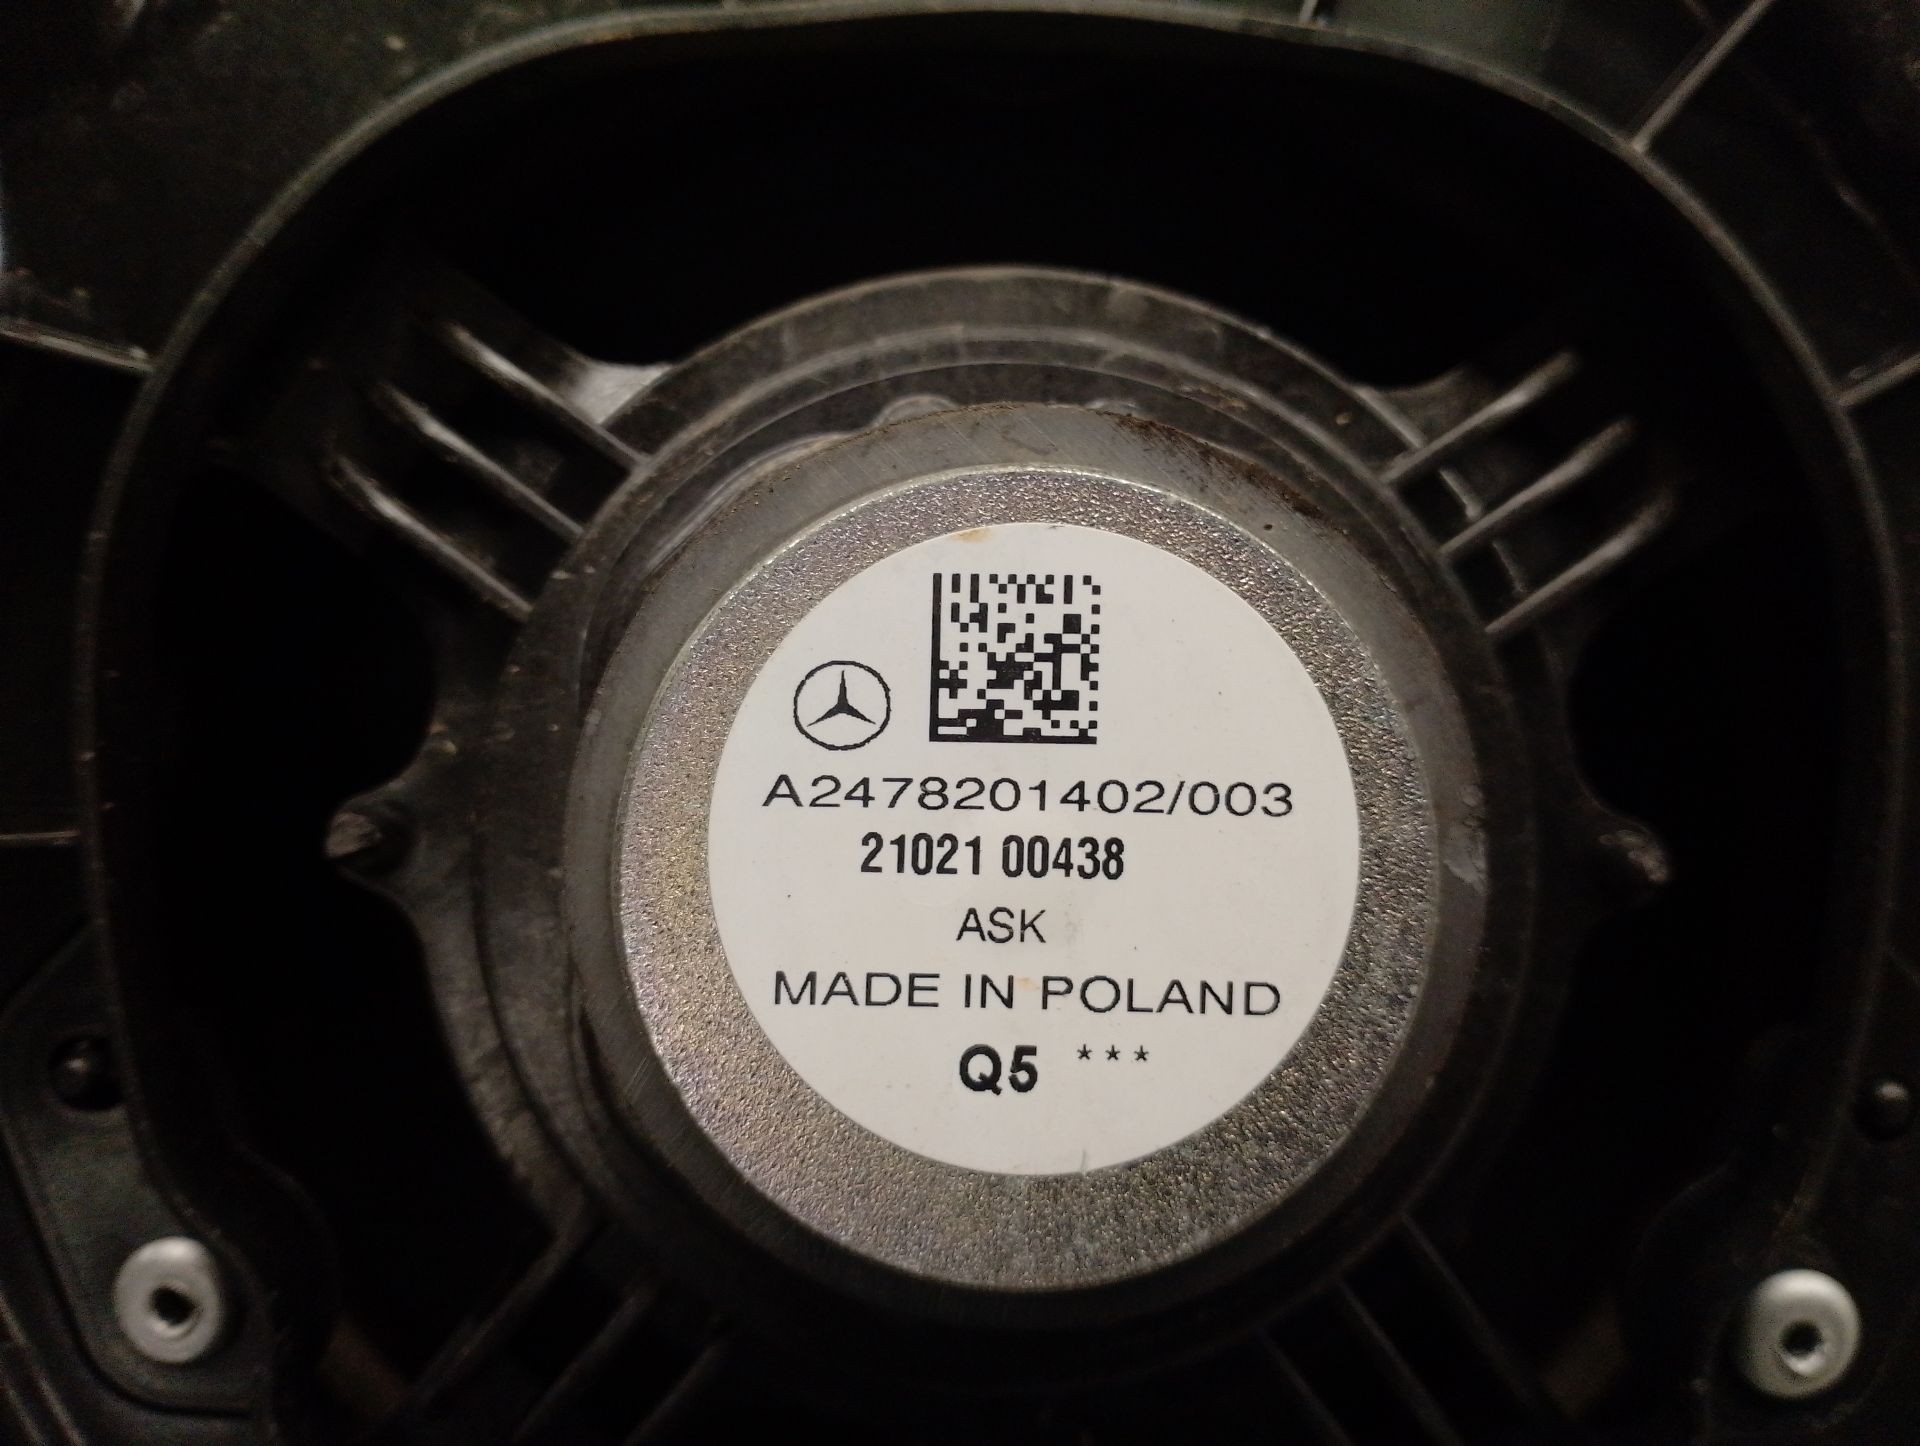 A2478201402/003
21021 00438
ASK
MADE IN POLAND
Q5 ***